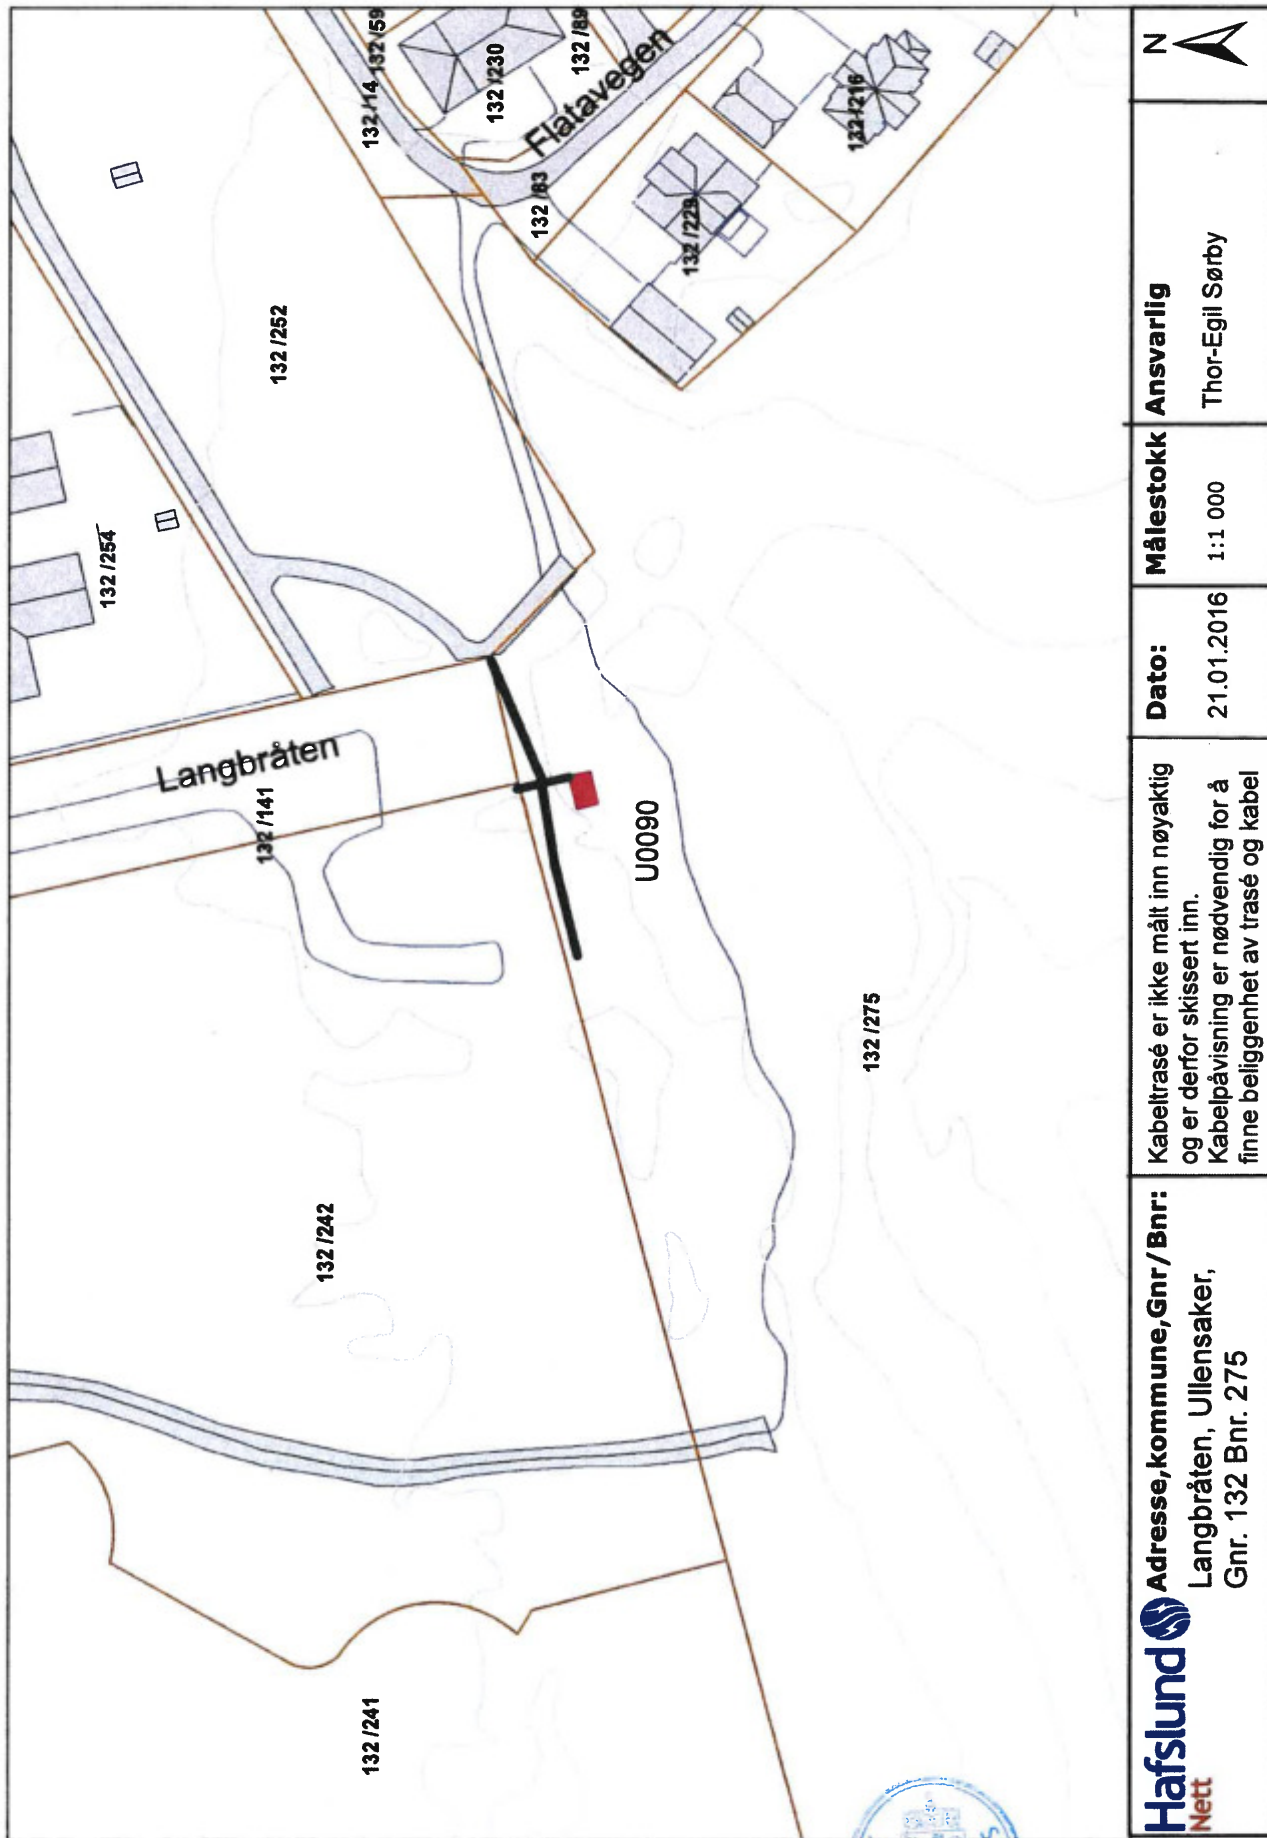 132 /241
132 /242
132 /141
Langbråten
132 /254
132 /252
132 /14
132 /59
132 /230
132 /89
Flatavegen
132 /83
132 /229
132 /216
U0090
132 /275
Hafslund
Nett
Adresse,kommune,Gnr/Bnr:
Langbråten, Ullensaker,
Gnr. 132 Bnr. 275
Kabeltrasé er ikke målt inn nøyaktig
og er derfor skissert inn.
Kabelpåvisning er nødvendig for å
finne beliggenhet av trasé og kabel
Dato:
21.01.2016
Målestokk
1:1 000
Ansvarlig
Thor-Egil Sørby
N